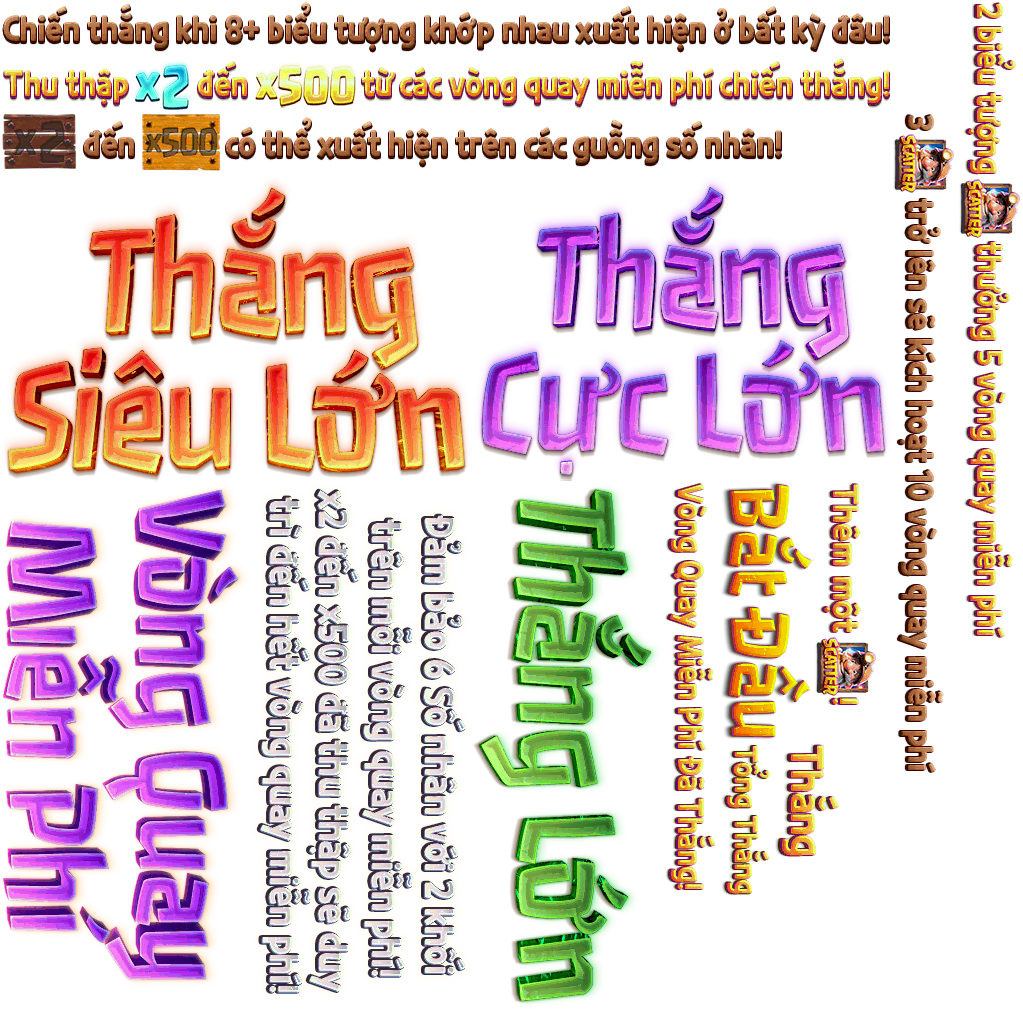 Chiến thắng khi 8+ biểu tượng khớp nhau xuất hiện ở bất kỳ đâu!
Thu thập x2 đến x500 từ các vòng quay miễn phí chiến thắng!
x2 đến x500 có thể xuất hiện trên các guồng số nhân!
2 biểu tượng SCATTER thưởng 5 vòng quay miễn phí
3 SCATTER trở lên sẽ kích hoạt 10 vòng quay miễn phí
Thắng
Siêu Lớn
Thắng
Cực Lớn
Vòng Quay
Miễn Phí
Đảm bảo 6 Số nhân với 2 khối
trên mỗi vòng quay miễn phí!
x2 đến x500 đã thu thập sẽ duy
trì đến hết vòng quay miễn phí!
Thắng Lớn
Thêm một SCATTER!
Bắt Đầu
Vòng Quay Miễn Phí Đã Thắng!
Thắng
Tổng Thắng